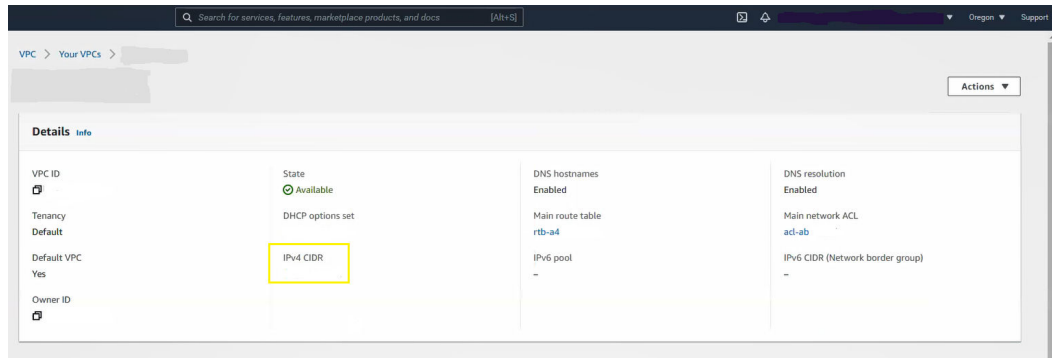 Search for services, features, marketplace products, and docs [Alt+S] Oregon ▼ Support
VPC > Your VPCs >
Actions ▼
Details Info
VPC ID
State
Available
DNS hostnames
Enabled
DNS resolution
Enabled
Tenancy
Default
DHCP options set
Main route table
rtb-a4
Main network ACL
acl-ab
Default VPC
Yes
IPv4 CIDR
IPv6 pool
–
IPv6 CIDR (Network border group)
–
Owner ID